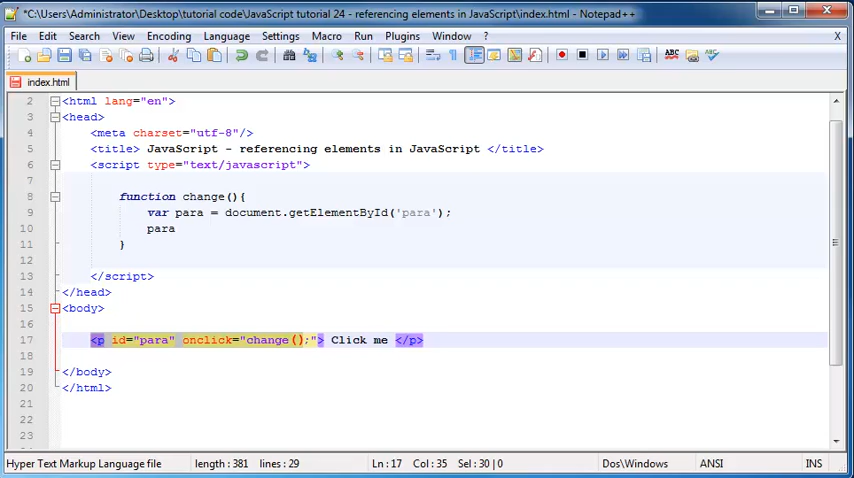 *C:\Users\Administrator\Desktop\tutorial code\JavaScript tutorial 24 - referencing elements in JavaScript\index.html - Notepad++
File Edit Search View Encoding Language Settings Macro Run Plugins Window ? X
index.html
2 <html lang="en">
3 <head>
4 <meta charset="utf-8"/>
5 <title> JavaScript - referencing elements in JavaScript </title>
6 <script type="text/javascript">
7
8 function change(){
9 var para = document.getElementById('para');
10 para
11 }
12
13 </script>
14 </head>
15 <body>
16
17 <p id="para" onclick="change();"> Click me </p>
18
19 </body>
20 </html>
21
22
23
Hyper Text Markup Language file length : 381 lines : 29 Ln : 17 Col : 35 Sel : 30 | 0 Dos\Windows ANSI INS